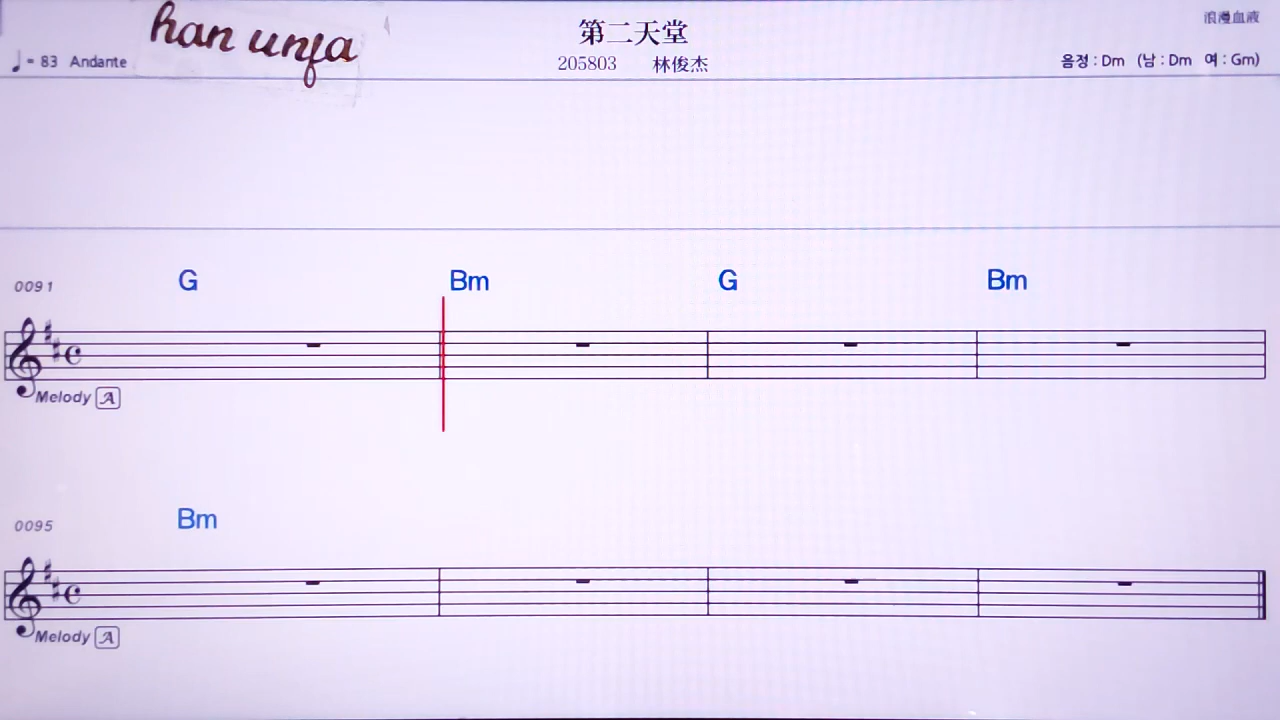 han unja
第二天堂
浪漫血液
♩= 83 Andante
205803 林俊杰
음정 : Dm (남 : Dm 여 : Gm)
G Bm G Bm
0091
Melody A
Bm
0095
Melody A